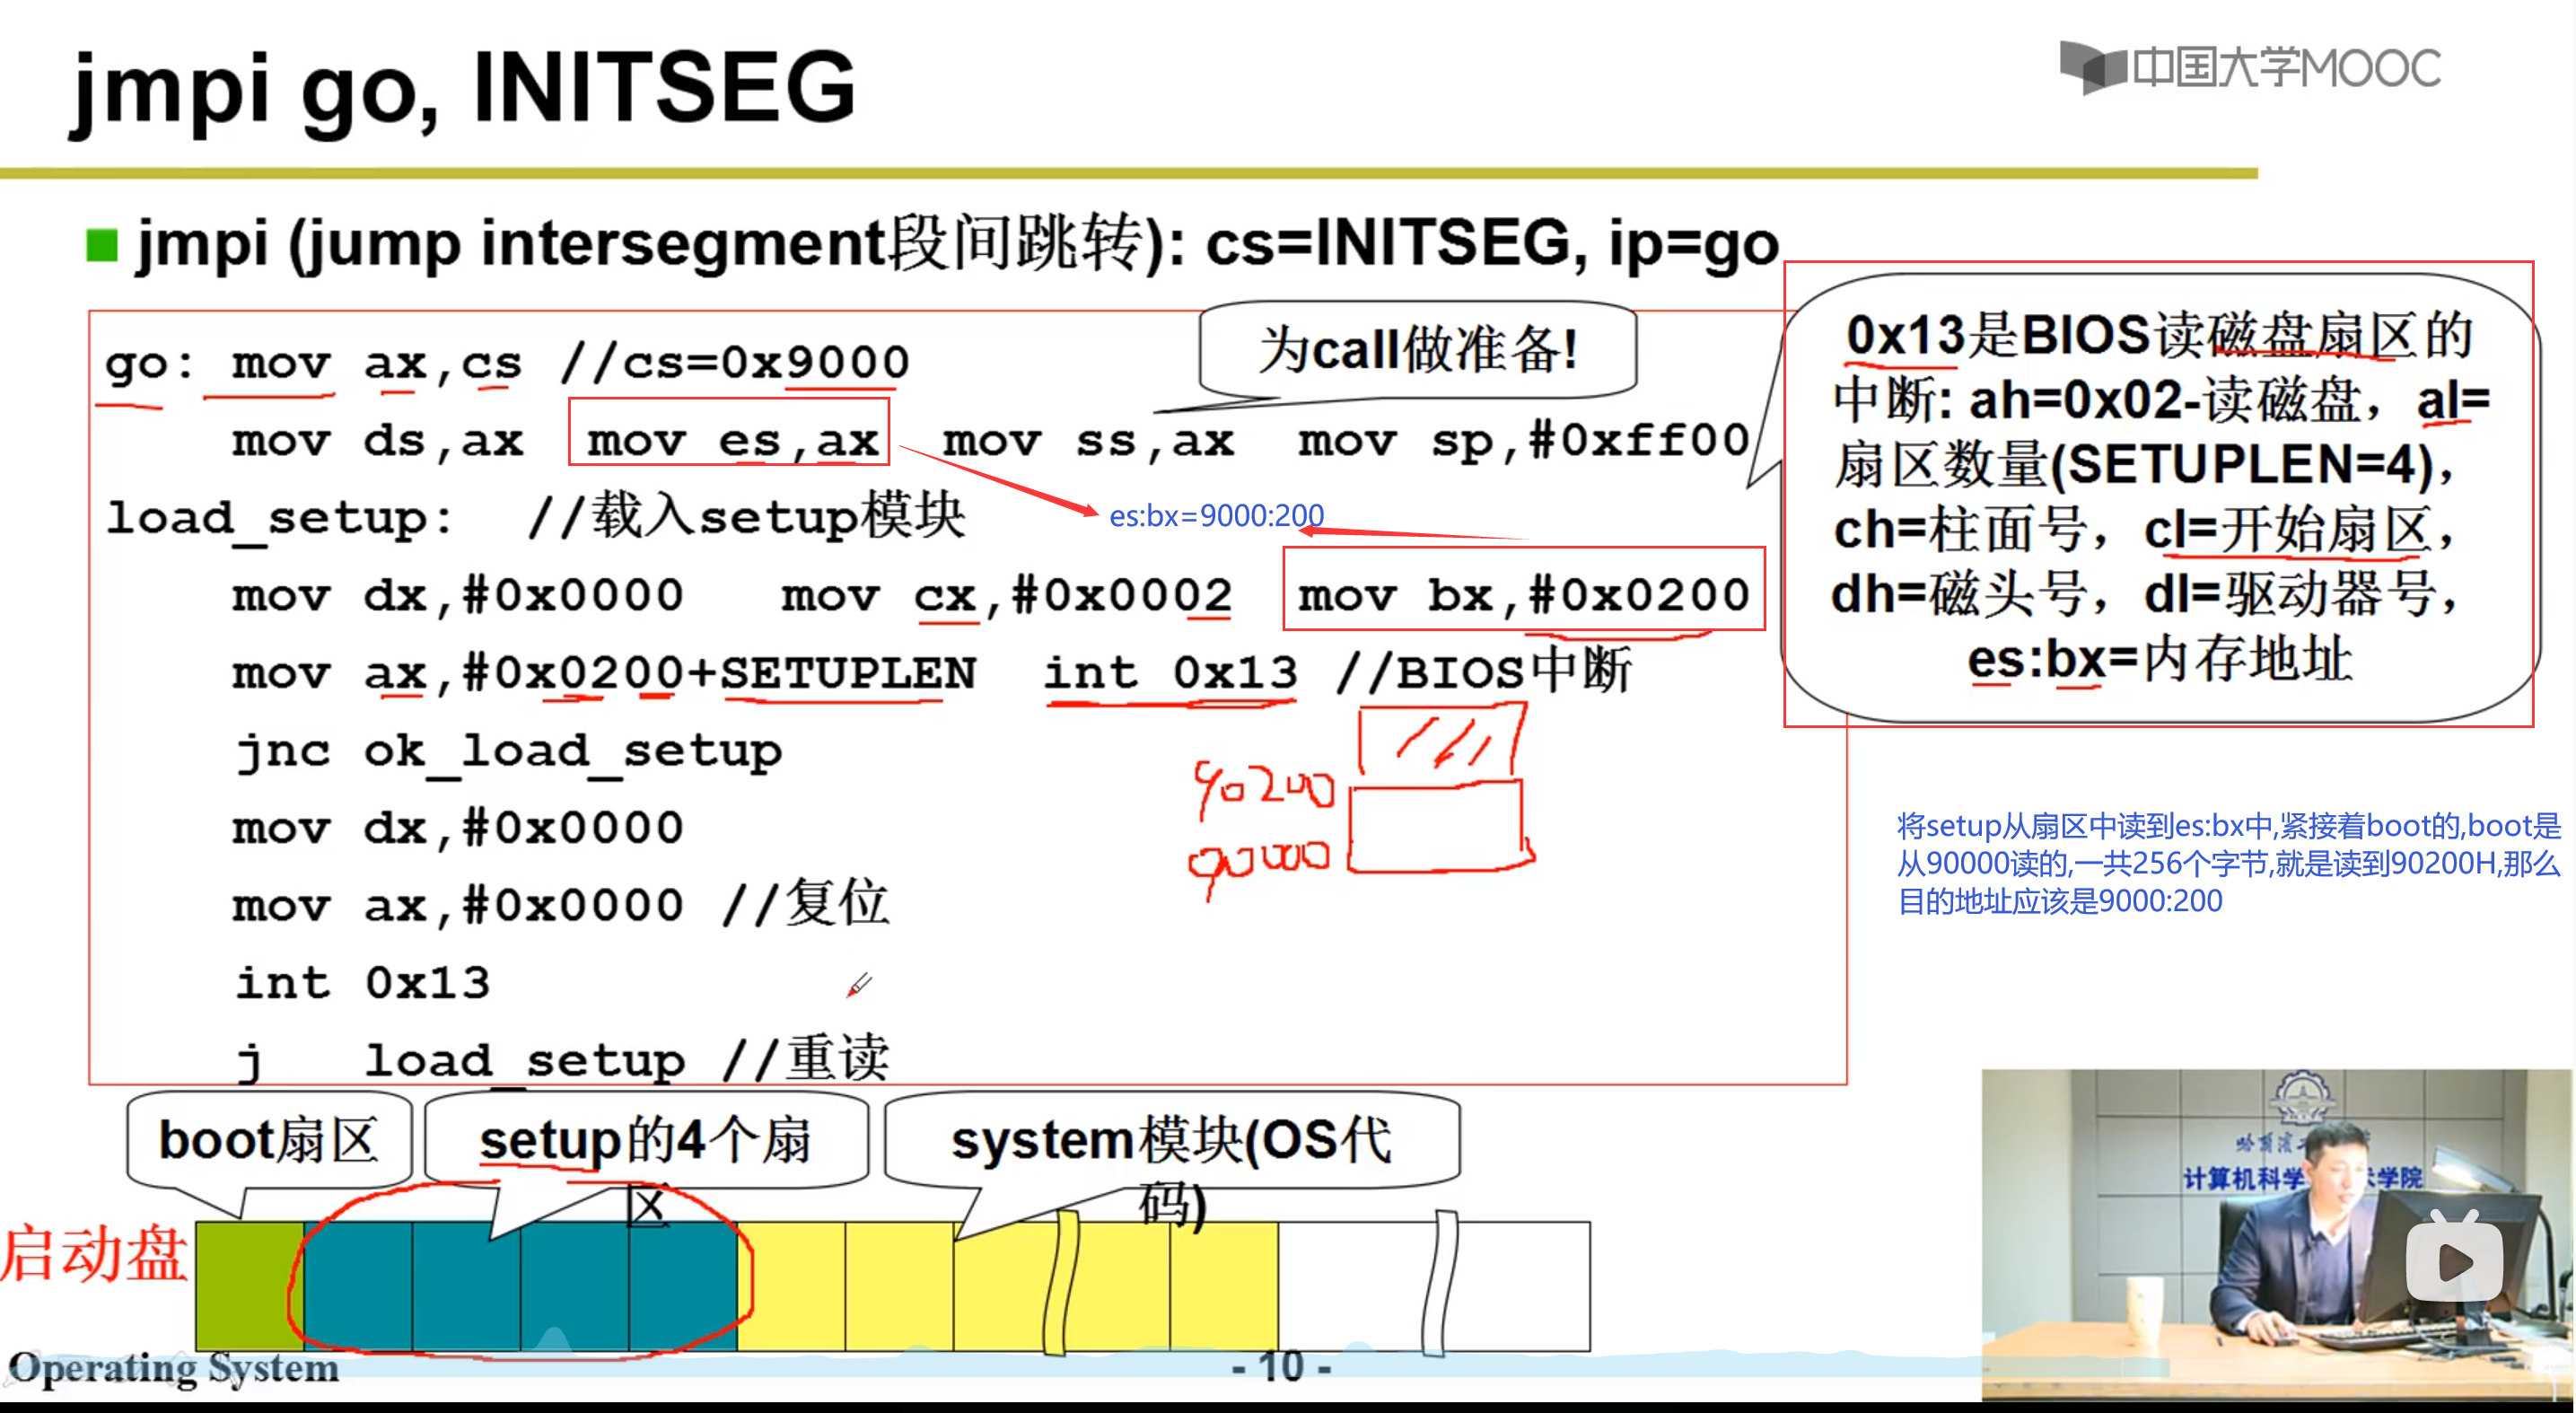 jmpi go, INITSEG
中国大学MOOC
jmpi (jump intersegment段间跳转): cs=INITSEG, ip=go
为call做准备!
go: mov ax,cs //cs=0x9000
mov ds,ax mov es,ax mov ss,ax mov sp,#0xff00
es:bx=9000:200
load_setup: //载入setup模块
mov dx,#0x0000 mov cx,#0x0002 mov bx,#0x0200
mov ax,#0x0200+SETUPLEN int 0x13 //BIOS中断
jnc ok_load_setup
mov dx,#0x0000
mov ax,#0x0000 //复位
int 0x13
j load_setup //重读
90200
90000
0x13是BIOS读磁盘扇区的
中断: ah=0x02-读磁盘，al=
扇区数量(SETUPLEN=4)，
ch=柱面号，cl=开始扇区，
dh=磁头号，dl=驱动器号，
es:bx=内存地址
将setup从扇区中读到es:bx中,紧接着boot的,boot是
从90000读的,一共256个字节,就是读到90200H,那么
目的地址应该是9000:200
boot扇区
setup的4个扇
区
system模块(OS代
码)
启动盘
计算机科学
术学院
Operating System
- 10 -